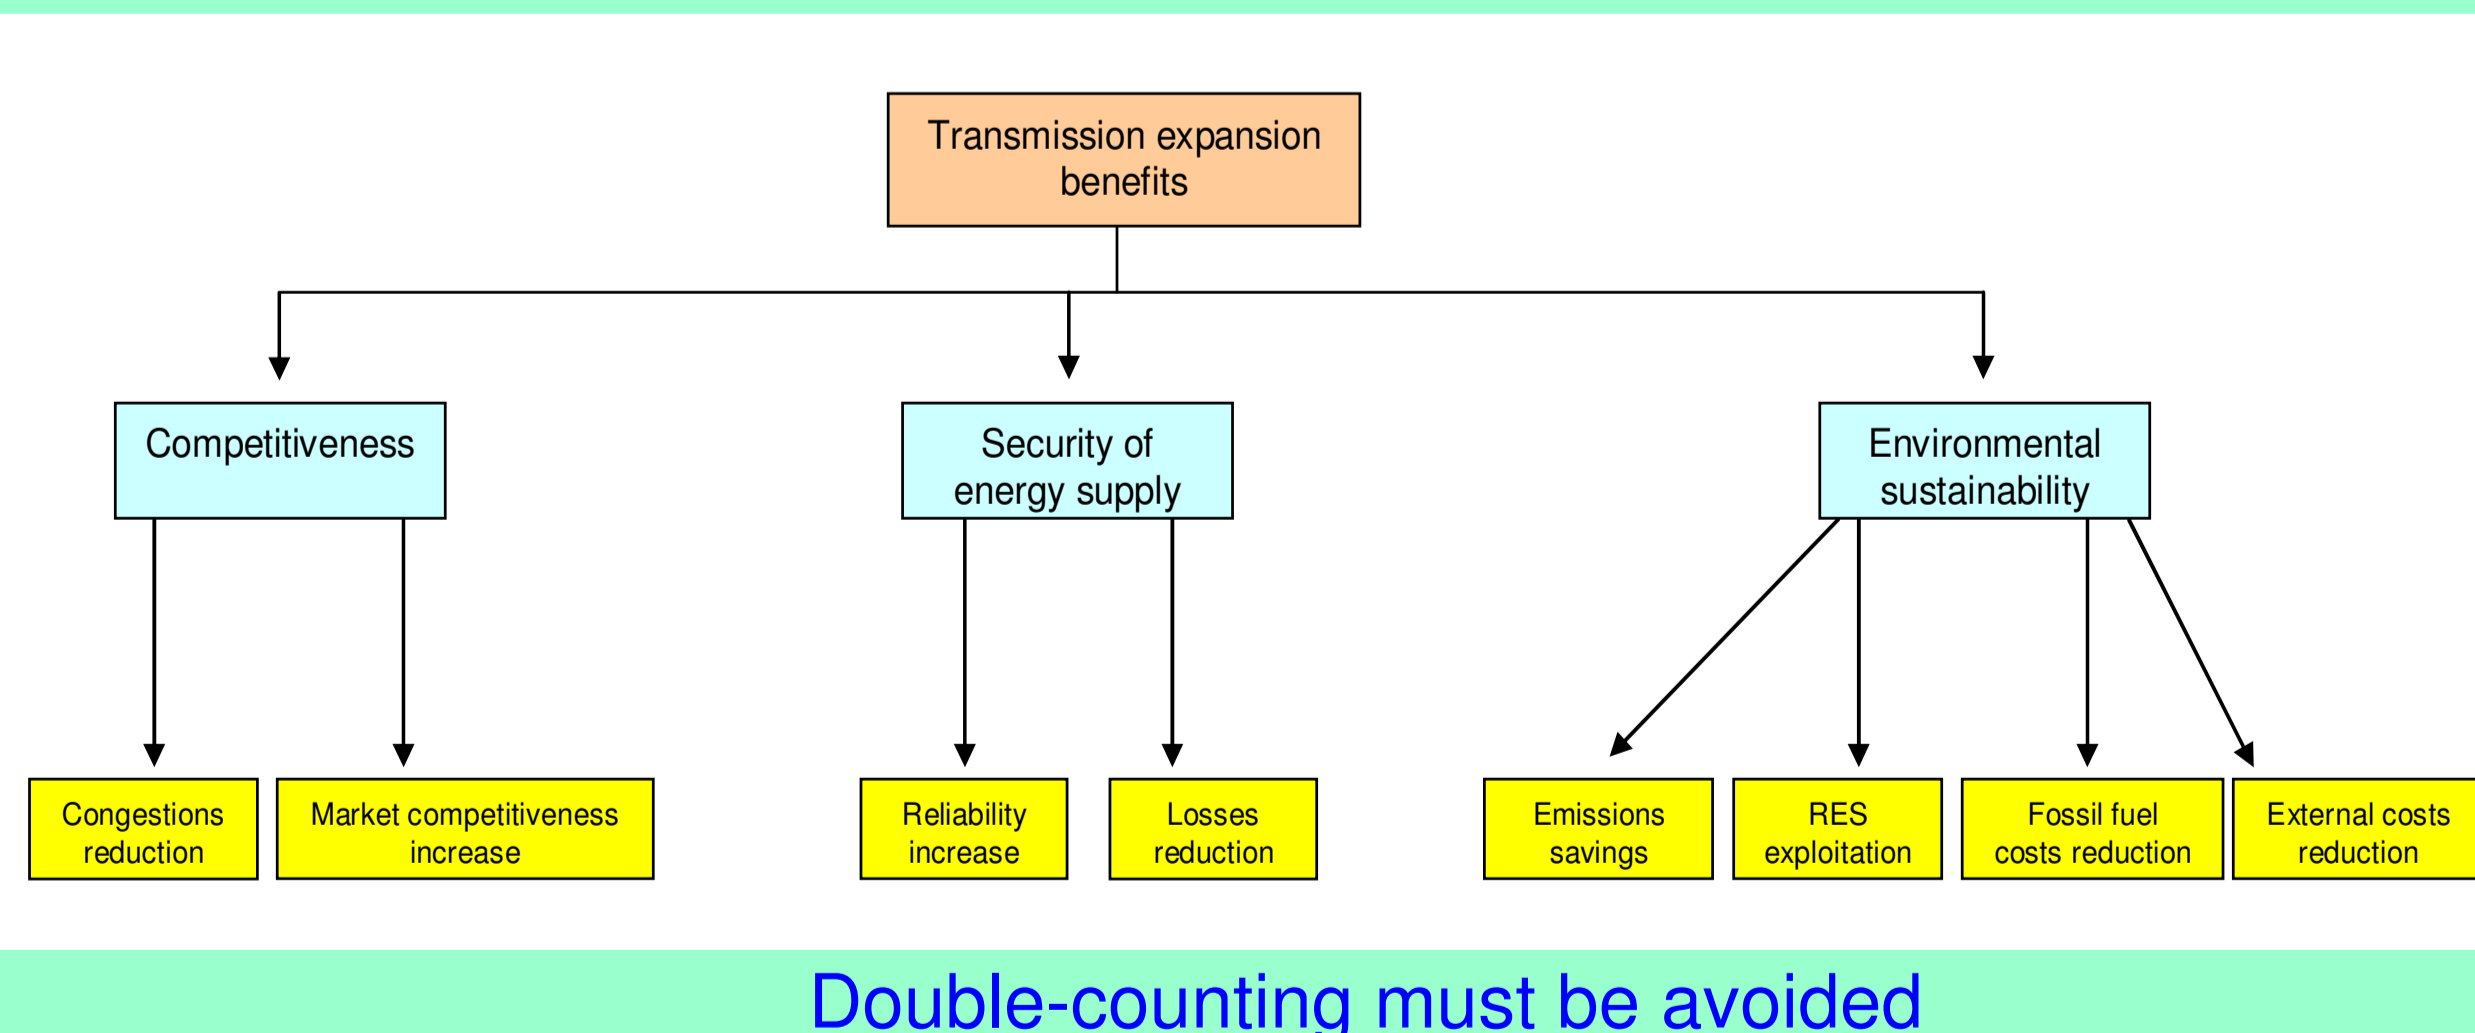 Transmission expansion
benefits
Competitiveness
Security of
energy supply
Environmental
sustainability
Congestions
reduction
Market competitiveness
increase
Reliability
increase
Losses
reduction
Emissions
savings
RES
exploitation
Fossil fuel
costs reduction
External costs
reduction
Double-counting must be avoided